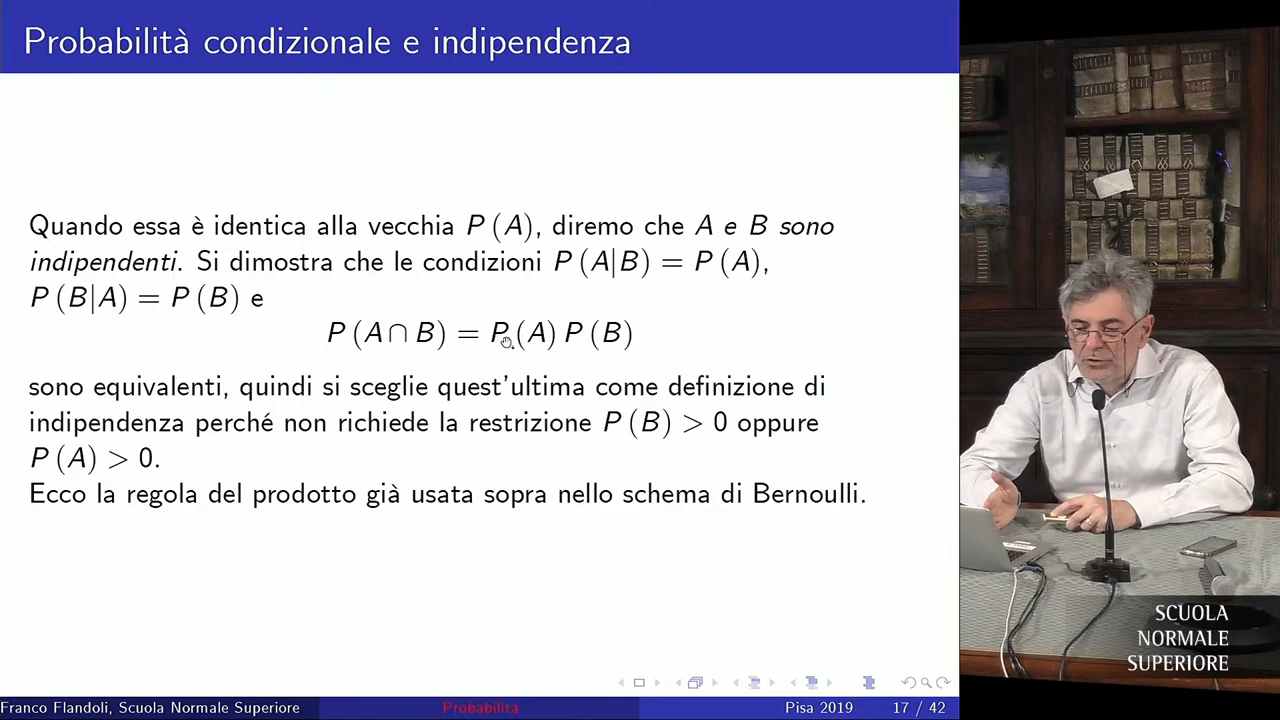 Probabilità condizionale e indipendenza
Quando essa è identica alla vecchia P (A), diremo che A e B sono
indipendenti. Si dimostra che le condizioni P (A|B) = P (A),
P (B|A) = P (B) e
P (A ∩ B) = P (A) P (B)
sono equivalenti, quindi si sceglie quest'ultima come definizione di
indipendenza perché non richiede la restrizione P (B) > 0 oppure
P (A) > 0.
Ecco la regola del prodotto già usata sopra nello schema di Bernoulli.
SCUOLA
NORMALE
SUPERIORE
Franco Flandoli, Scuola Normale Superiore
Probabilità
Pisa 2019
17 / 42